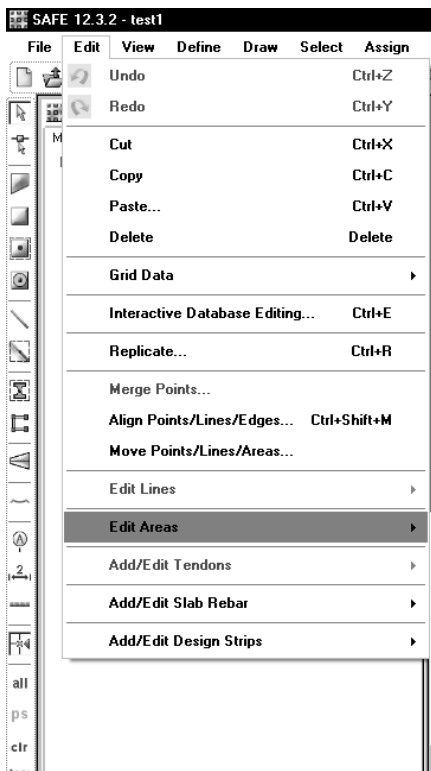 SAFE 12.3.2 - test1
File Edit View Define Draw Select Assign
Undo Ctrl+Z
Redo Ctrl+Y
M
Cut Ctrl+X
Copy Ctrl+C
Paste... Ctrl+V
Delete Delete
Grid Data
Interactive Database Editing... Ctrl+E
Replicate... Ctrl+R
Merge Points...
Align Points/Lines/Edges... Ctrl+Shift+M
Move Points/Lines/Areas...
Edit Lines
Edit Areas
Add/Edit Tendons
A
2
Add/Edit Slab Rebar
Add/Edit Design Strips
all
ps
clr